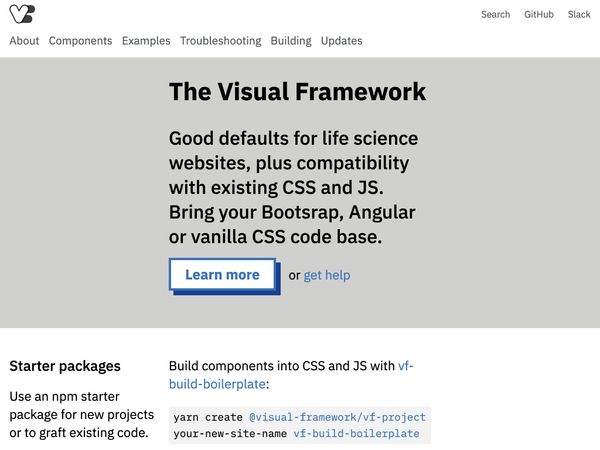 Search GitHub Slack
About Components Examples Troubleshooting Building Updates
The Visual Framework
Good defaults for life science
websites, plus compatibility
with existing CSS and JS.
Bring your Bootsrap, Angular
or vanilla CSS code base.
Learn more or get help
Starter packages
Use an npm starter
package for new projects
or to graft existing code.
Build components into CSS and JS with vf-
build-boilerplate:
yarn create @visual-framework/vf-project
your-new-site-name vf-build-boilerplate